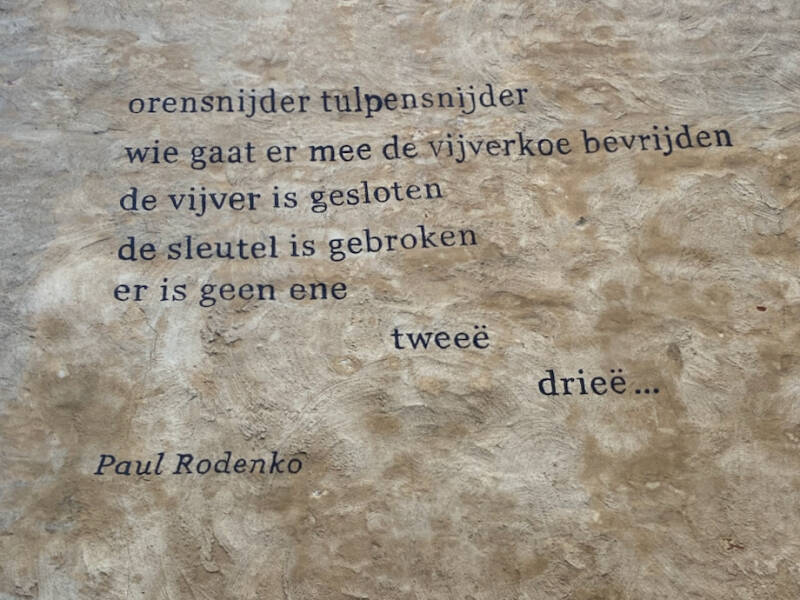 orensnijder tulpensnijder
wie gaat er mee de vijverkoe bevrijden
de vijver is gesloten
de sleutel is gebroken
er is geen ene
tweeë
drieë...
Paul Rodenko